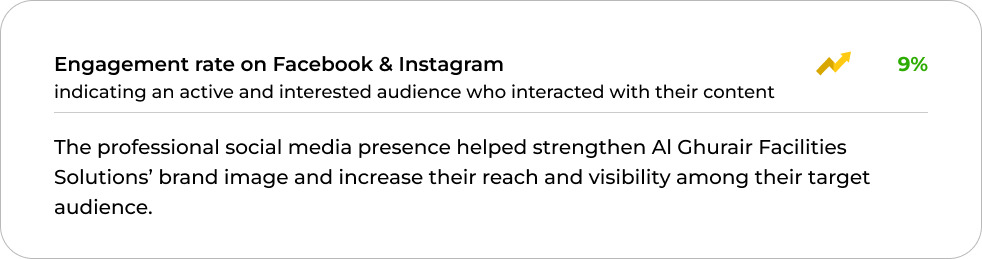 Engagement rate on Facebook & Instagram 9%
indicating an active and interested audience who interacted with their content
The professional social media presence helped strengthen Al Ghurair Facilities
Solutions’ brand image and increase their reach and visibility among their target
audience.